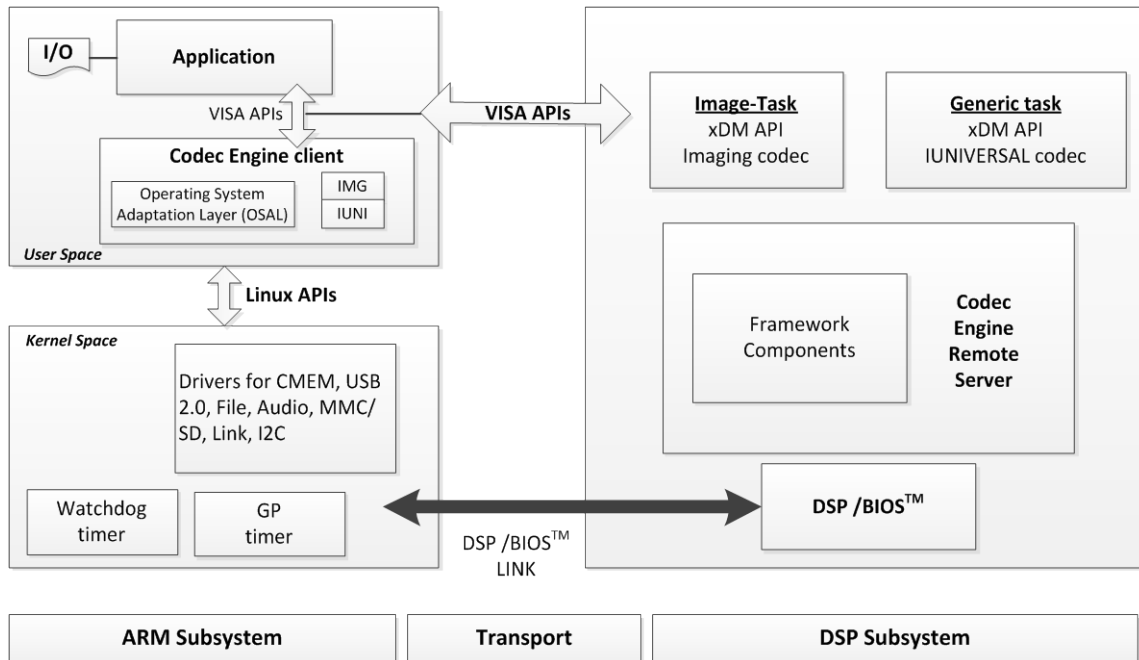 I/O
Application
VISA APIs
Codec Engine client
Operating System
Adaptation Layer (OSAL)
IMG
IUNI
User Space
VISA APIs
Image-Task
xDM API
Imaging codec
Generic task
xDM API
IUNIVERSAL codec
Linux APIs
Kernel Space
Drivers for CMEM, USB
2.0, File, Audio, MMC/
SD, Link, I2C
Watchdog
timer
GP
timer
Framework
Components
Codec
Engine
Remote
Server
DSP /BIOS™
DSP /BIOS™
LINK
ARM Subsystem
Transport
DSP Subsystem